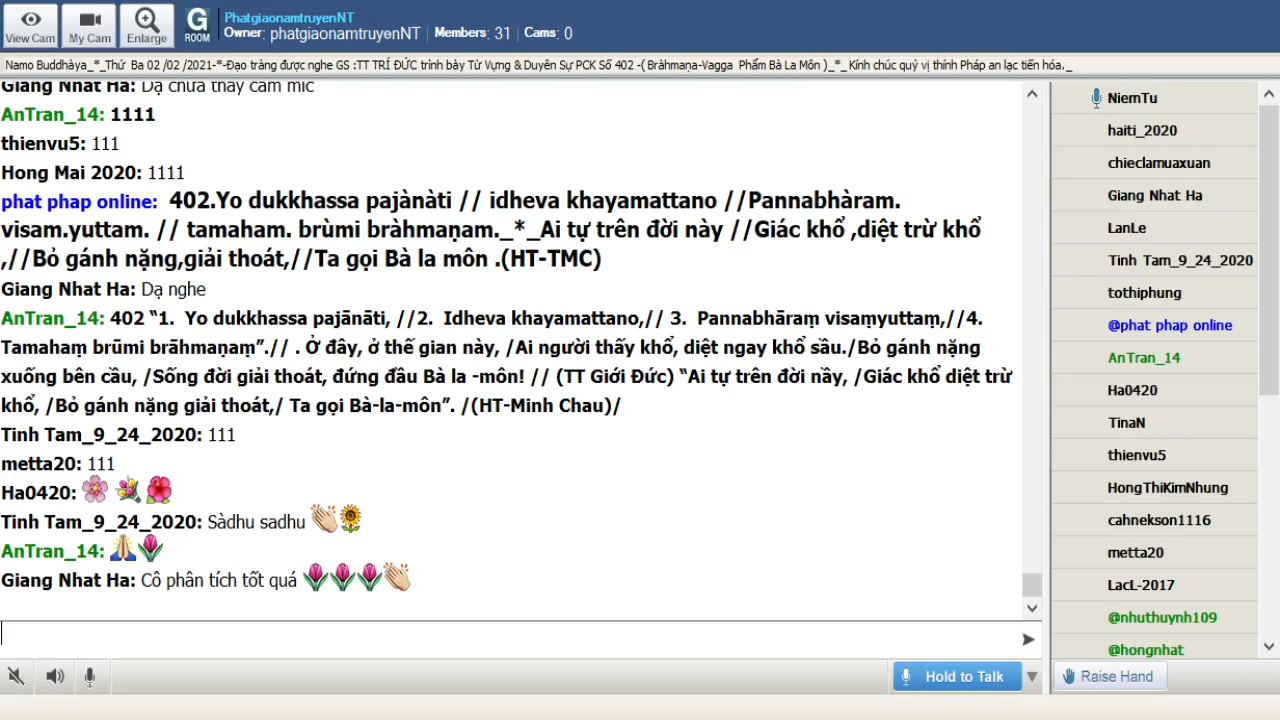 View Cam
My Cam
Enlarge
G
ROOM
PhatgiaonamtruyenNT
Owner: phatgiaonamtruyenNT | Members: 31 | Cams: 0
Namo Buddhàya_*_Thứ Ba 02 /02 /2021-*-Đạo tràng được nghe GS :TT TRÍ ĐỨC trình bày Từ Vựng & Duyên Sự PCK Số 402 -( Bràhmaṇa-Vagga Phẩm Bà La Môn )_*_ Kính chúc quý vị thính Pháp an lạc tiến hóa._
Giang Nhat Ha: Dạ chưa thấy cầm mic
AnTran_14: 1111
thienvu5: 111
Hong Mai 2020: 1111
phat phap online: 402.Yo dukkhassa pajànàti // idheva khayamattano //Pannabhàram.
visam.yuttam. // tamaham. brùmi bràhmaṇam._*_Ai tự trên đời này //Giác khổ ,diệt trừ khổ
,//Bỏ gánh nặng,giải thoát,//Ta gọi Bà la môn .(HT-TMC)
Giang Nhat Ha: Dạ nghe
AnTran_14: 402 “1. Yo dukkhassa pajānāti, //2. Idheva khayamattano,// 3. Pannabhāraṃ visaṃyuttaṃ,//4.
Tamahaṃ brūmi brāhmaṇaṃ”.// . Ở đây, ở thế gian này, /Ai người thấy khổ, diệt ngay khổ sầu./Bỏ gánh nặng
xuống bên cầu, /Sống đời giải thoát, đứng đầu Bà la -môn! // (TT Giới Đức) “Ai tự trên đời nầy, /Giác khổ diệt trừ
khổ, /Bỏ gánh nặng giải thoát,/ Ta gọi Bà-la-môn”. /(HT-Minh Chau)/
Tinh Tam_9_24_2020: 111
metta20: 111
Ha0420:
Tinh Tam_9_24_2020: Sàdhu sadhu
AnTran_14:
Giang Nhat Ha: Cô phân tích tốt quá
Hold to Talk
NiemTu
haiti_2020
chieclamuaxuan
Giang Nhat Ha
LanLe
Tinh Tam_9_24_2020
tothiphung
@phat phap online
AnTran_14
Ha0420
TinaN
thienvu5
HongThiKimNhung
cahnekson1116
metta20
LacL-2017
@nhuthuynh109
@hongnhat
Raise Hand